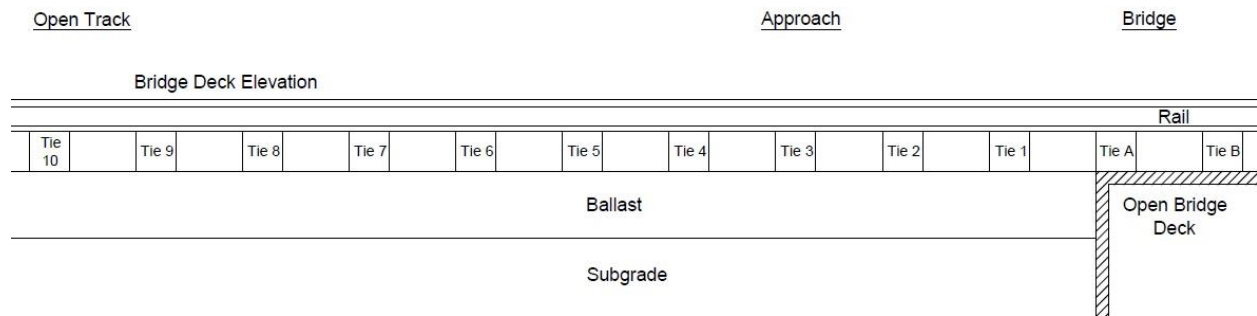 Open Track
Approach
Bridge
Bridge Deck Elevation
Rail
Tie
10
Tie 9
Tie 8
Tie 7
Tie 6
Tie 5
Tie 4
Tie 3
Tie 2
Tie 1
Tie A
Tie B
Ballast
Open Bridge
Deck
Subgrade